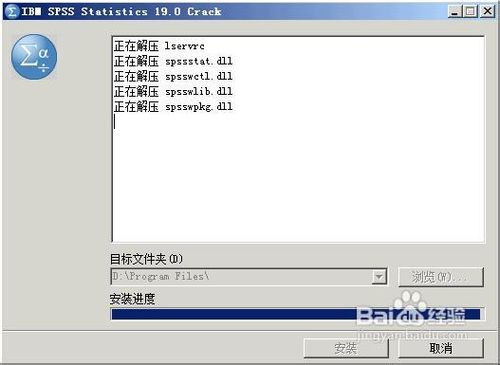 IBM SPSS Statistics 19.0 Crack
Σα÷
正在解压 lservrc
正在解压 spssstat.dll
正在解压 spsswctl.dll
正在解压 spsswlib.dll
正在解压 spsswpkg.dll
目标文件夹(D)
D:\Program Files\
浏览(W)...
安装进度
Baidu经验
jingyan.baidu.com
安装
取消